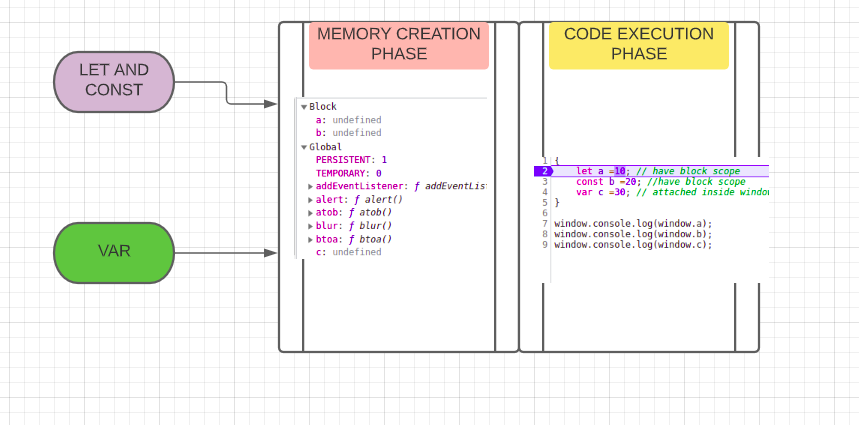 LET AND
CONST
VAR
MEMORY CREATION
PHASE
Block
a: undefined
b: undefined
Global
PERSISTENT: 1
TEMPORARY: 0
addEventListener: ƒ addEventLis
alert: ƒ alert()
atob: ƒ atob()
blur: ƒ blur()
btoa: ƒ btoa()
c: undefined
CODE EXECUTION
PHASE
1 {
2 let a =10; // have block scope
3 const b =20; //have block scope
4 var c =30; // attached inside window
5 }
6
7 window.console.log(window.a);
8 window.console.log(window.b);
9 window.console.log(window.c);